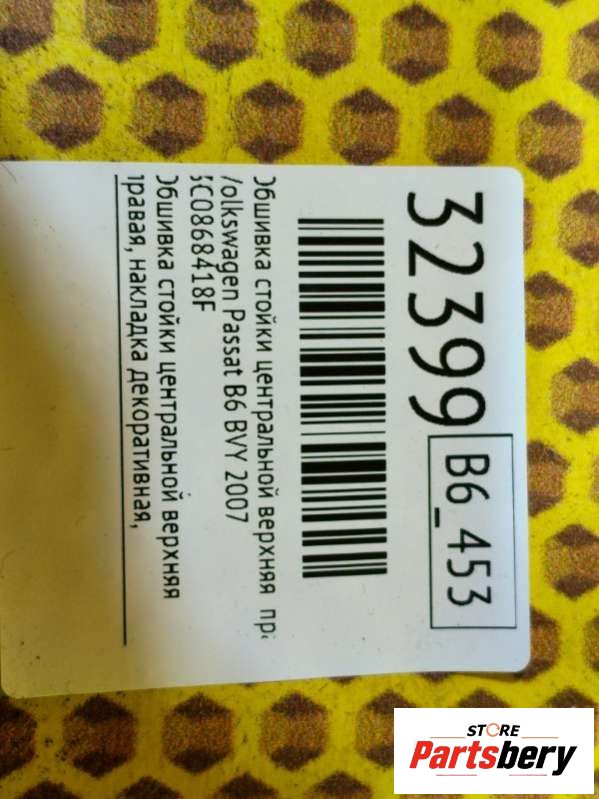 32399
B6_453
Обшивка стойки центральной верхняя пра
Volkswagen Passat B6 BVY 2007
3C0868418F
Обшивка стойки центральной верхняя
правая, накладка декоративная,
STORE
Partsbery